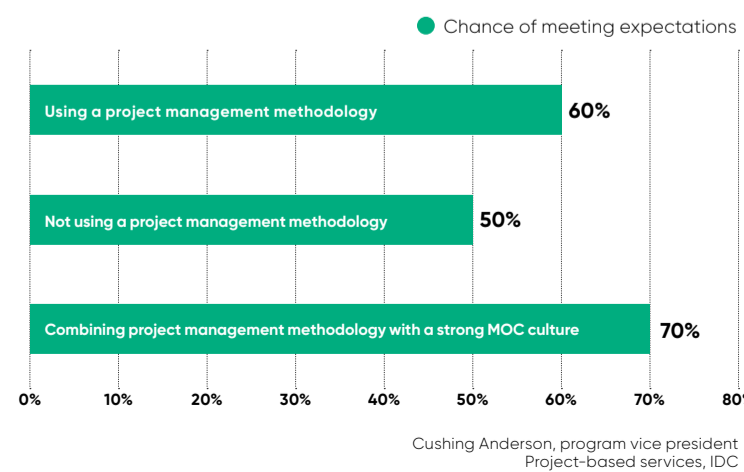 Chance of meeting expectations
Using a project management methodology 60%
Not using a project management methodology 50%
Combining project management methodology with a strong MOC culture 70%
0% 10% 20% 30% 40% 50% 60% 70% 80%
Cushing Anderson, program vice president
Project-based services, IDC